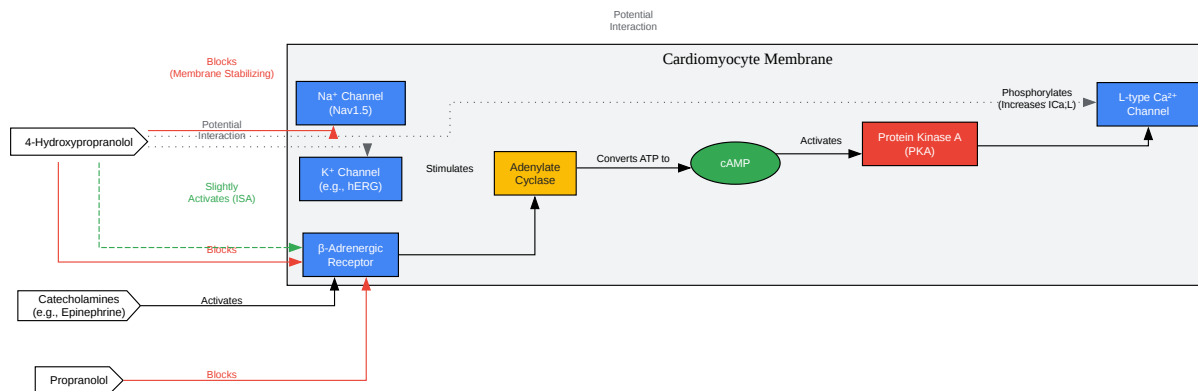 Potential
Interaction
Cardiomyocyte Membrane
Blocks
(Membrane Stabilizing)
Na⁺ Channel
(Nav1.5)
Phosphorylates
(Increases ICa,L)
L-type Ca²⁺
Channel
4-Hydroxypropranolol
Potential
Interaction
Activates
Protein Kinase A
(PKA)
K⁺ Channel
(e.g., hERG)
Stimulates
Adenylate
Cyclase
Converts ATP to
cAMP
Slightly
Activates (ISA)
Blocks
β-Adrenergic
Receptor
Catecholamines
(e.g., Epinephrine)
Activates
Propranolol
Blocks